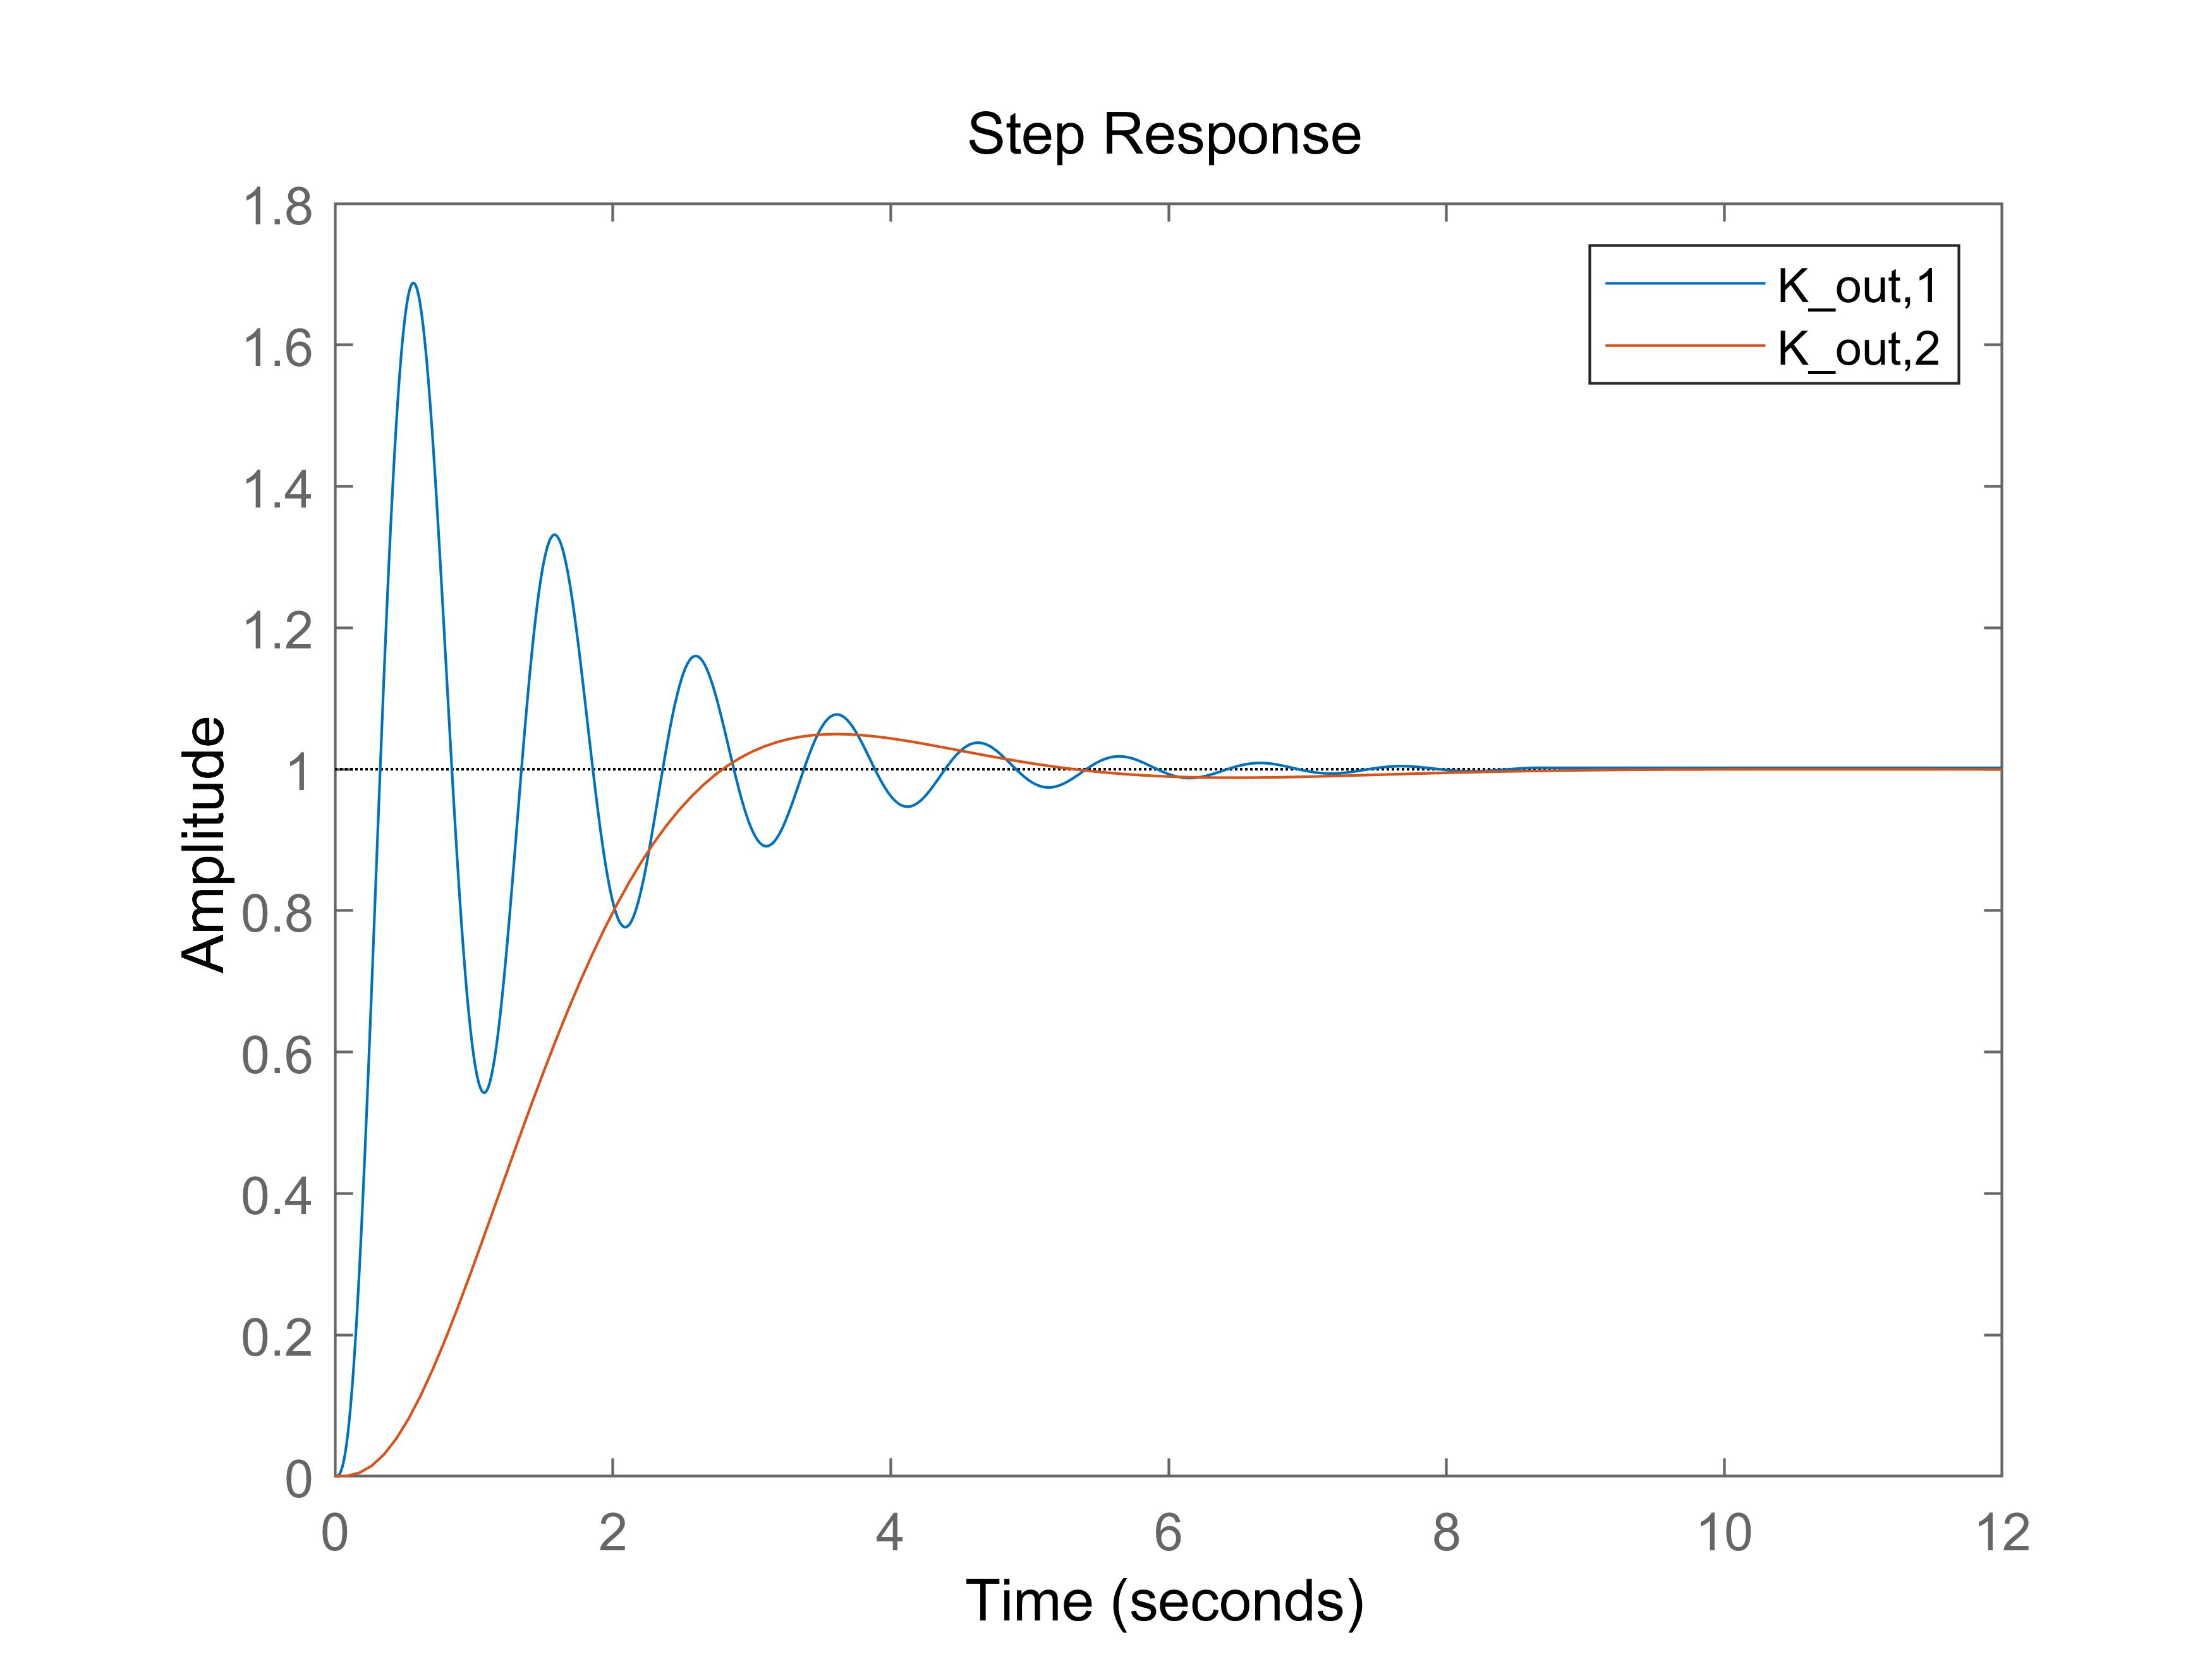 Step Response
1.8
1.6
1.4
1.2
1
0.8
0.6
0.4
0.2
0
Amplitude
K_out,1
K_out,2
0 2 4 6 8 10 12
Time (seconds)